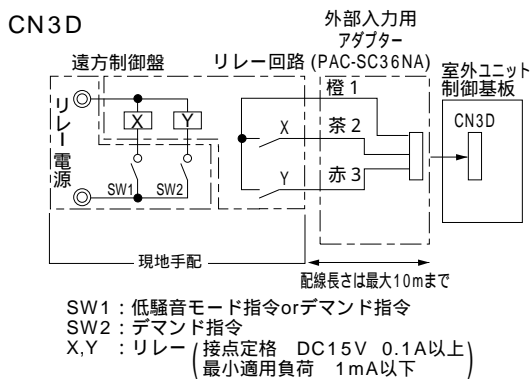 CN3D
外部入力用
アダプター
遠方制御盤
リレー回路 (PAC-SC36NA)
室外ユニット
制御基板
橙 1
リレー電源
X
Y
X
茶 2
CN3D
Y
赤 3
SW1
SW2
現地手配
配線長さは最大10mまで
SW1：低騒音モード指令orデマンド指令
SW2：デマンド指令
X,Y ：リレー (接点定格 DC15V 0.1A以上
最小適用負荷 1mA以下)